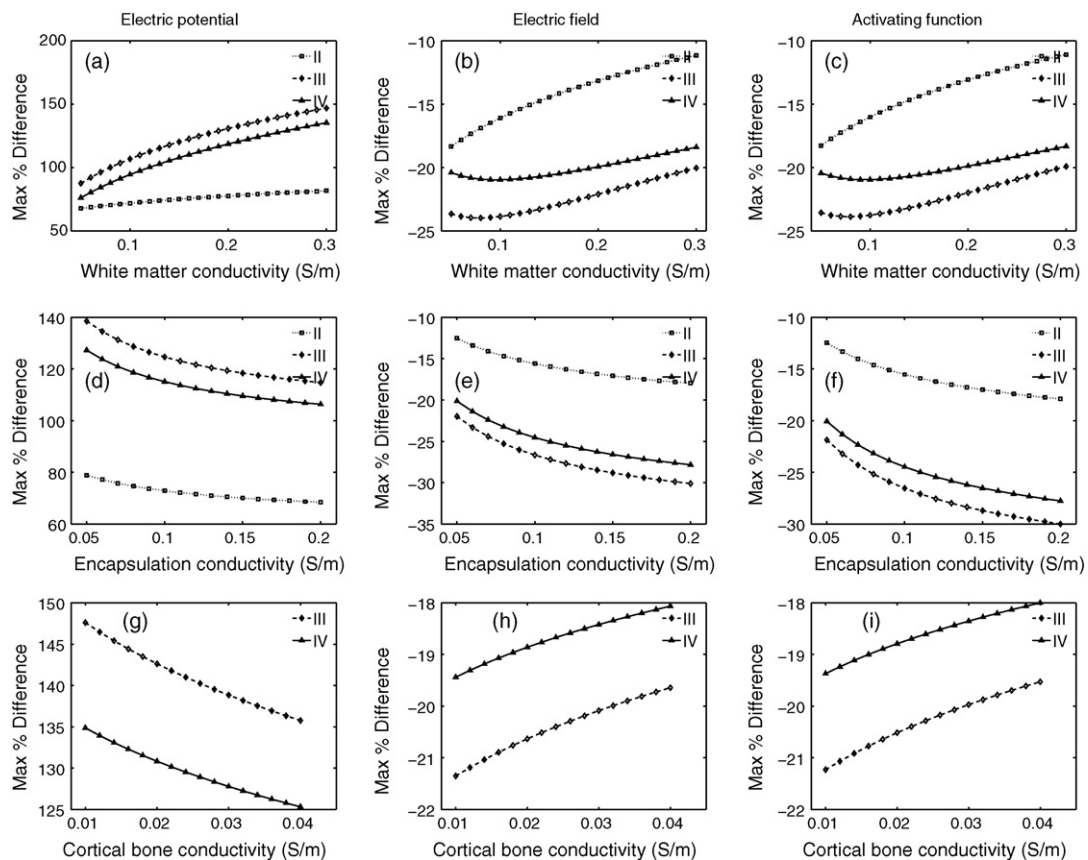 Electric potential
Electric field
Activating function
200
150
100
50
Max % Difference
(a)
II
III
IV
0.1
0.2
0.3
White matter conductivity (S/m)
−10
−15
−20
−25
Max % Difference
(b)
II
III
IV
0.1
0.2
0.3
White matter conductivity (S/m)
−10
−15
−20
−25
Max % Difference
(c)
II
III
IV
0.1
0.2
0.3
White matter conductivity (S/m)
140
120
100
80
60
Max % Difference
(d)
II
III
IV
0.05
0.1
0.15
0.2
Encapsulation conductivity (S/m)
−10
−15
−20
−25
−30
−35
Max % Difference
(e)
II
III
IV
0.05
0.1
0.15
0.2
Encapsulation conductivity (S/m)
−10
−15
−20
−25
−30
Max % Difference
(f)
II
III
IV
0.05
0.1
0.15
0.2
Encapsulation conductivity (S/m)
150
145
140
135
130
125
Max % Difference
(g)
III
IV
0.01
0.02
0.03
0.04
Cortical bone conductivity (S/m)
−18
−19
−20
−21
−22
Max % Difference
(h)
III
IV
0.01
0.02
0.03
0.04
Cortical bone conductivity (S/m)
−18
−19
−20
−21
−22
Max % Difference
(i)
III
IV
0.01
0.02
0.03
0.04
Cortical bone conductivity (S/m)